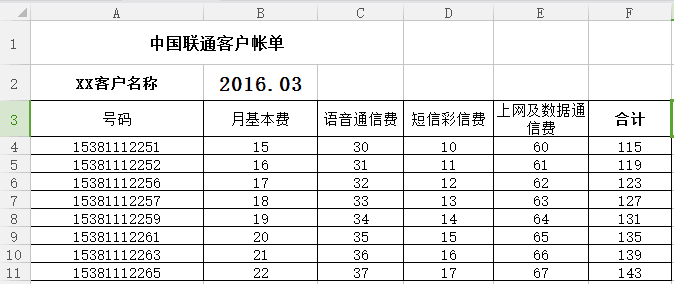 A B C D E F
1 中国联通客户帐单
2 XX客户名称 2016.03
3 号码 月基本费 语音通信费 短信彩信费 上网及数据通信费 合计
4 15381112251 15 30 10 60 115
5 15381112252 16 31 11 61 119
6 15381112256 17 32 12 62 123
7 15381112257 18 33 13 63 127
8 15381112259 19 34 14 64 131
9 15381112261 20 35 15 65 135
10 15381112263 21 36 16 66 139
11 15381112265 22 37 17 67 143